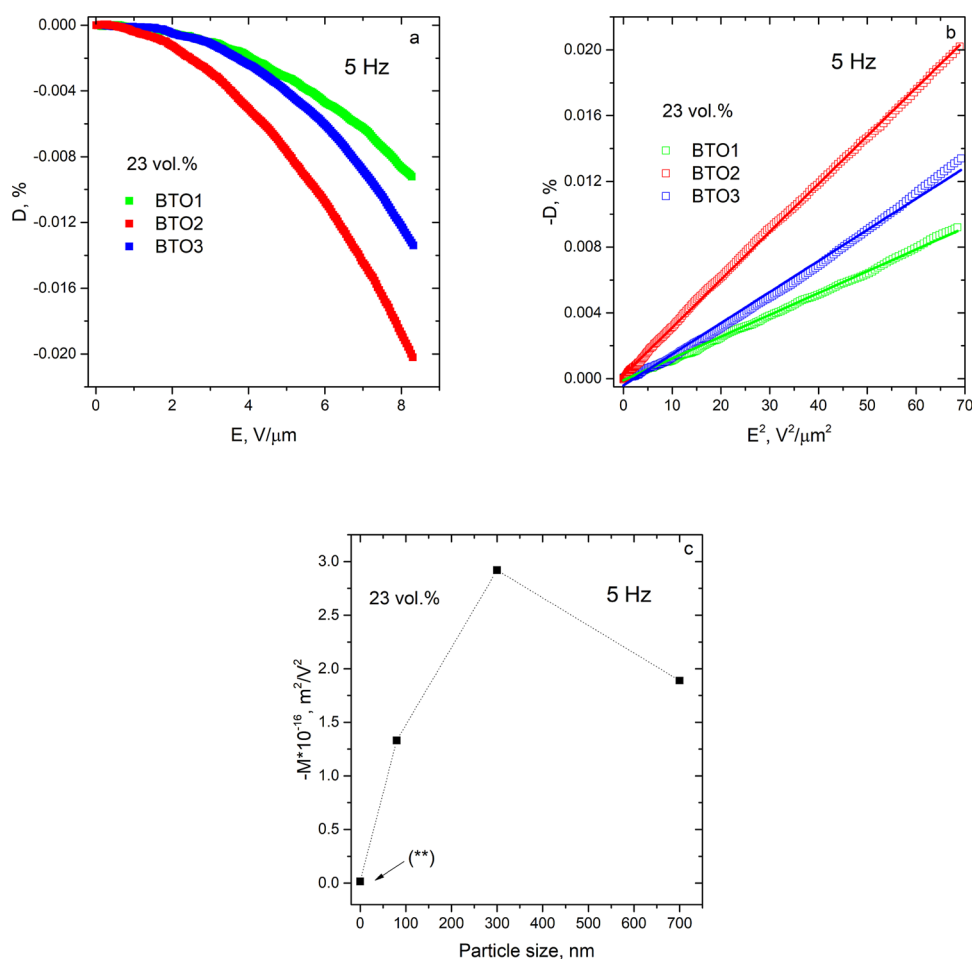 a
5 Hz
23 vol.%
BTO1
BTO2
BTO3
0.000
-0.004
-0.008
-0.012
-0.016
-0.020
D, %
0 2 4 6 8
E, V/μm
b
5 Hz
23 vol.%
BTO1
BTO2
BTO3
0.020
0.016
0.012
0.008
0.004
0.000
-D, %
0 10 20 30 40 50 60 70
E², V²/μm²
c
23 vol.%
5 Hz
3.0
2.5
2.0
1.5
1.0
0.5
0.0
-M*10⁻¹⁶, m²/V²
(**)
0 100 200 300 400 500 600 700
Particle size, nm